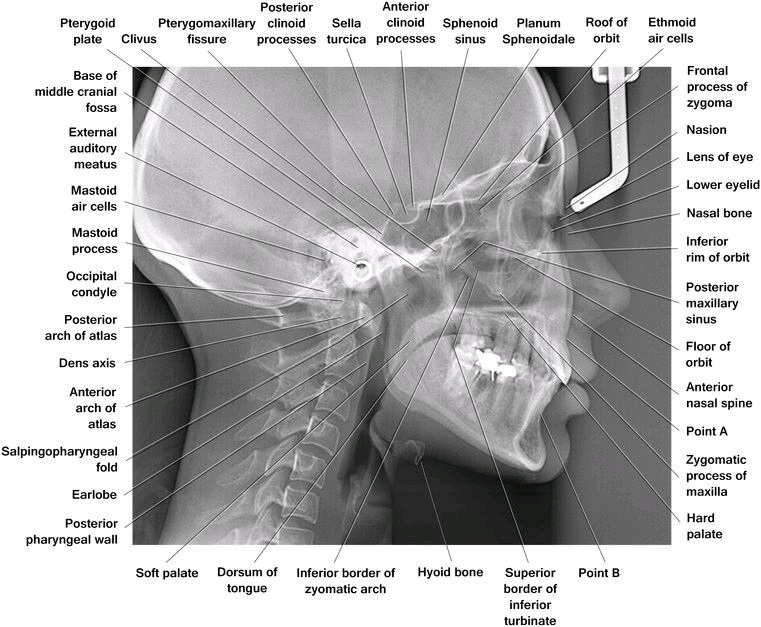 Pterygoid
plate
Clivus
Pterygomaxillary
fissure
Posterior
clinoid
processes
Sella
turcica
Anterior
clinoid
processes
Sphenoid
sinus
Planum
Sphenoidale
Roof of
orbit
Ethmoid
air cells
Base of
middle cranial
fossa
External
auditory
meatus
Mastoid
air cells
Mastoid
process
Occipital
condyle
Posterior
arch of atlas
Dens axis
Anterior
arch of
atlas
Salpingopharyngeal
fold
Earlobe
Posterior
pharyngeal wall
Frontal
process of
zygoma
Nasion
Lens of eye
Lower eyelid
Nasal bone
Inferior
rim of orbit
Posterior
maxillary
sinus
Floor of
orbit
Anterior
nasal spine
Point A
Zygomatic
process of
maxilla
Hard
palate
Soft palate
Dorsum of
tongue
Inferior border of
zyomatic arch
Hyoid bone
Superior
border of
inferior
turbinate
Point B